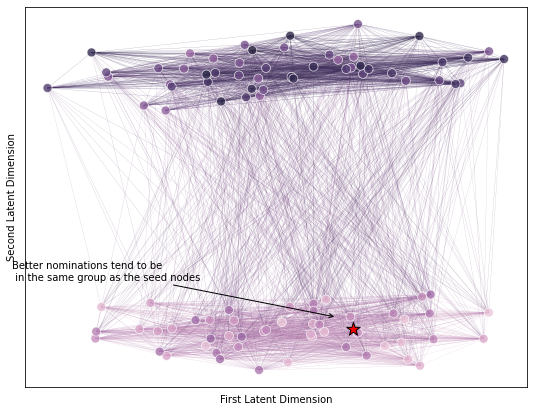 Second Latent Dimension
Better nominations tend to be
in the same group as the seed nodes
First Latent Dimension